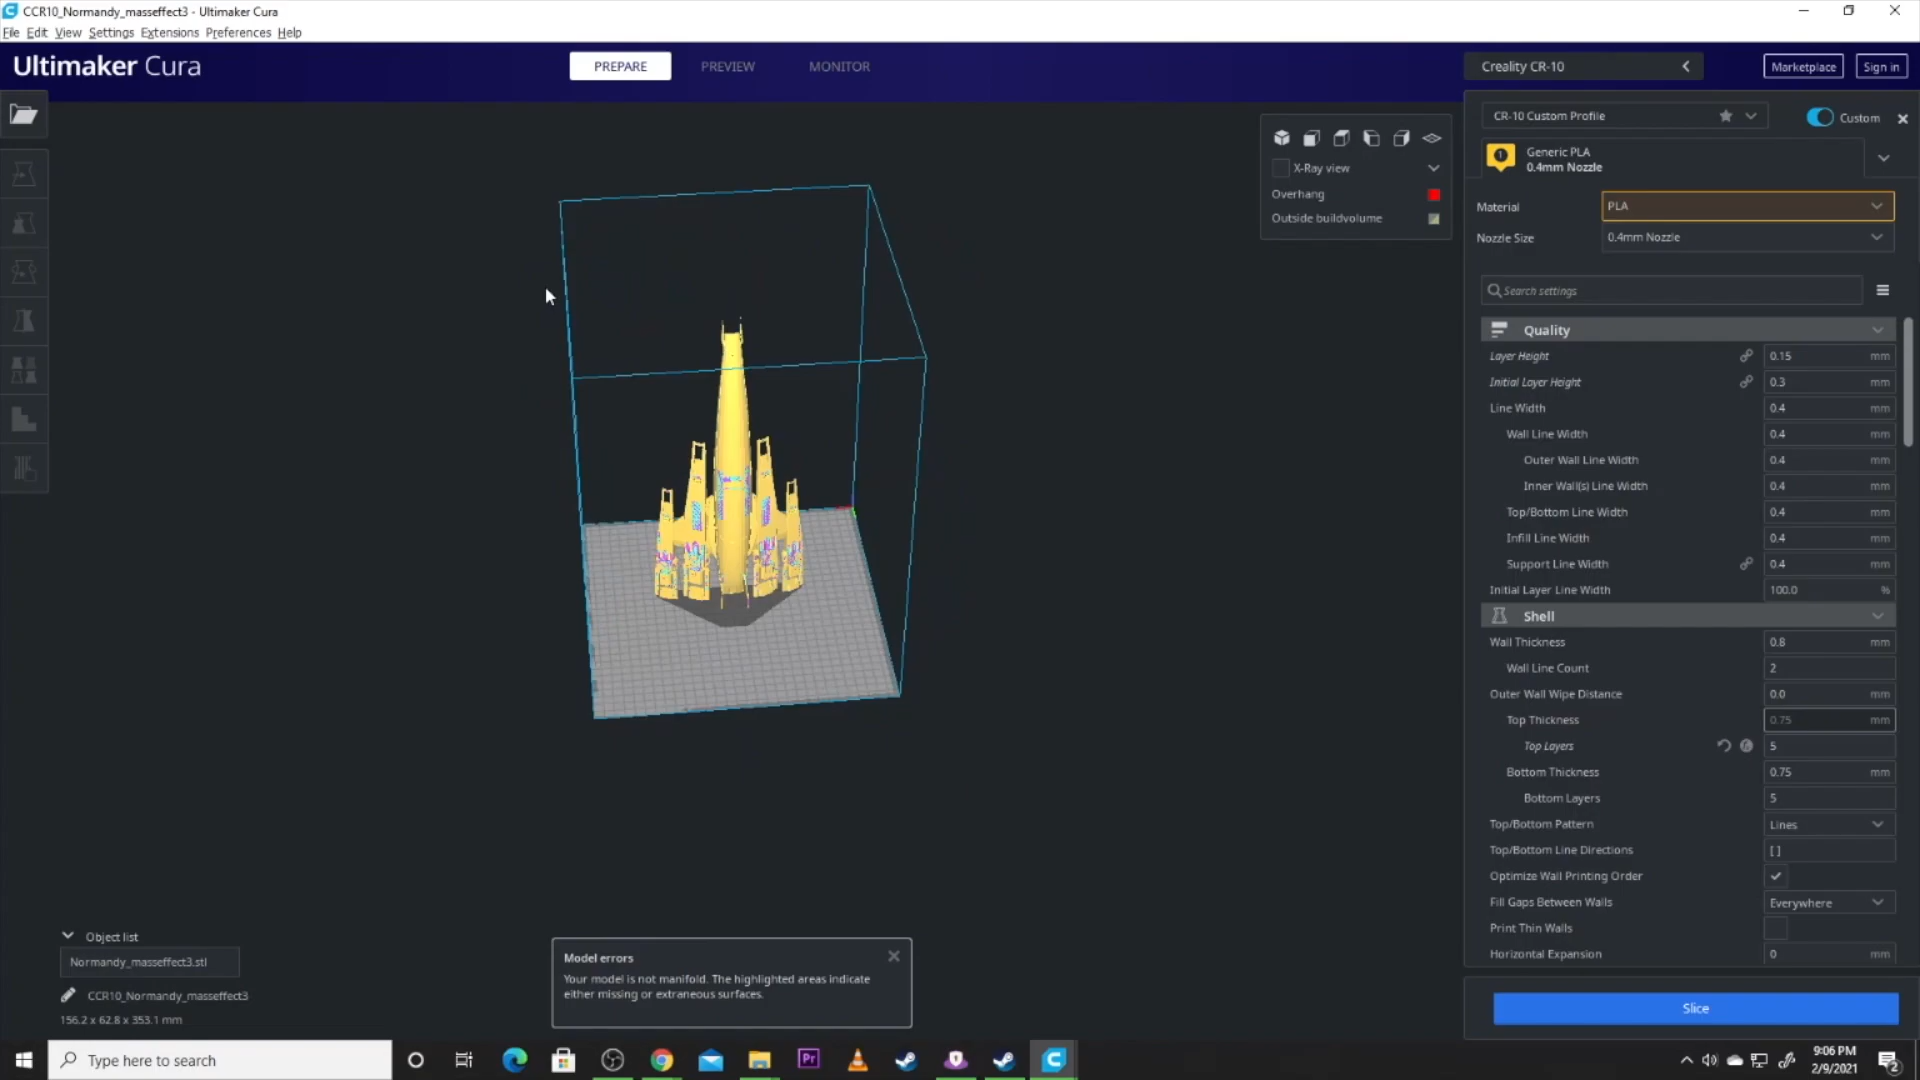 CCR10_Normandy_masseffect3 - Ultimaker Cura
File Edit View Settings Extensions Preferences Help
Ultimaker Cura
PREPARE
PREVIEW
MONITOR
Creality CR-10
Marketplace
Sign in
CR-10 Custom Profile
Custom
1
Generic PLA
0.4mm Nozzle
Material
PLA
Nozzle Size
0.4mm Nozzle
Search settings
X-Ray view
Overhang
Outside buildvolume
Quality
Layer Height 0.15 mm
Initial Layer Height 0.3 mm
Line Width 0.4 mm
Wall Line Width 0.4 mm
Outer Wall Line Width 0.4 mm
Inner Wall(s) Line Width 0.4 mm
Top/Bottom Line Width 0.4 mm
Infill Line Width 0.4 mm
Support Line Width 0.4 mm
Initial Layer Line Width 100.0 %
Shell
Wall Thickness 0.8 mm
Wall Line Count 2
Outer Wall Wipe Distance 0.0 mm
Top Thickness 0.75 mm
Top Layers 5
Bottom Thickness 0.75 mm
Bottom Layers 5
Top/Bottom Pattern Lines
Top/Bottom Line Directions []
Optimize Wall Printing Order
Fill Gaps Between Walls Everywhere
Print Thin Walls
Horizontal Expansion 0 mm
Slice
Object list
Normandy_masseffect3.stl
CCR10_Normandy_masseffect3
156.2 x 62.8 x 353.1 mm
Model errors
Your model is not manifold. The highlighted areas indicate
either missing or extraneous surfaces.
Type here to search
Pr
9:06 PM
2/9/2021
2